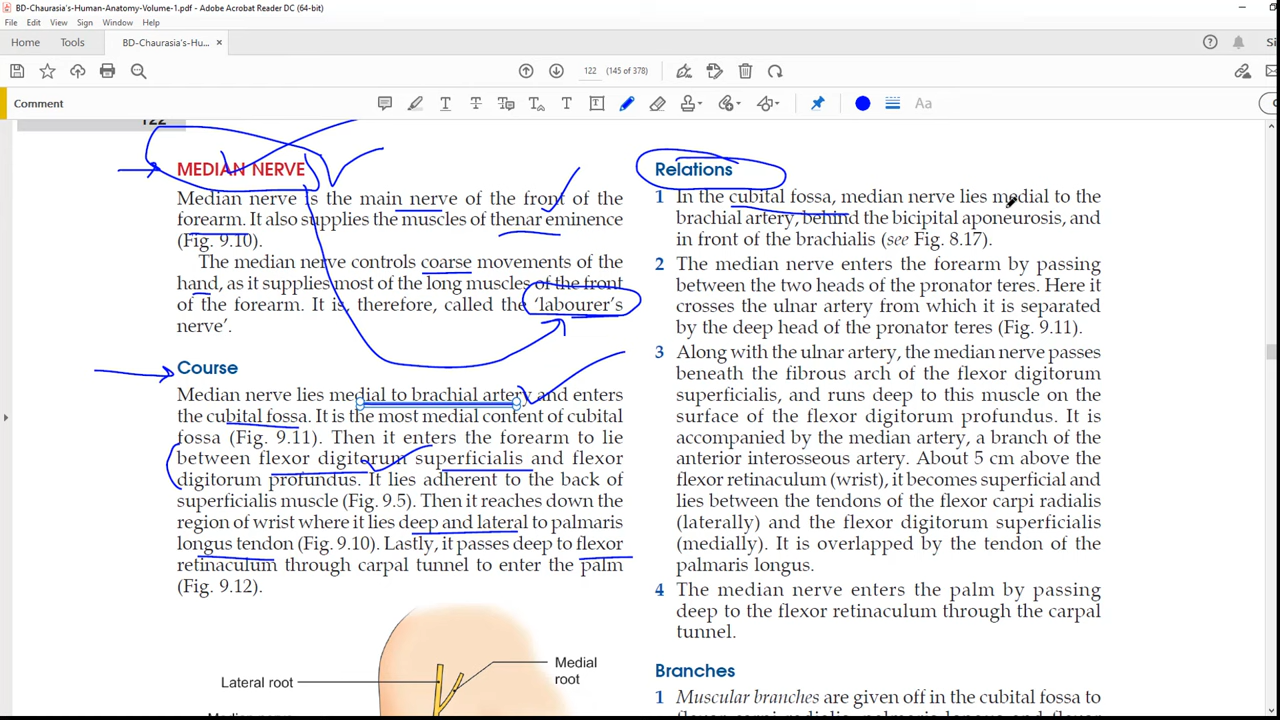 BD-Chaurasia's-Human-Anatomy-Volume-1.pdf - Adobe Acrobat Reader DC (64-bit)
File Edit View Sign Window Help
Home Tools BD-Chaurasia's-Hu... ×
122 (145 of 378)
Comment
122
MEDIAN NERVE
Median nerve is the main nerve of the front of the
forearm. It also supplies the muscles of thenar eminence
(Fig. 9.10).
The median nerve controls coarse movements of the
hand, as it supplies most of the long muscles of the front
of the forearm. It is, therefore, called the 'labourer's
nerve'.
Course
Median nerve lies medial to brachial artery and enters
the cubital fossa. It is the most medial content of cubital
fossa (Fig. 9.11). Then it enters the forearm to lie
between flexor digitorum superficialis and flexor
digitorum profundus. It lies adherent to the back of
superficialis muscle (Fig. 9.5). Then it reaches down the
region of wrist where it lies deep and lateral to palmaris
longus tendon (Fig. 9.10). Lastly, it passes deep to flexor
retinaculum through carpal tunnel to enter the palm
(Fig. 9.12).
Lateral root
Medial
root
Relations
1 In the cubital fossa, median nerve lies medial to the
brachial artery, behind the bicipital aponeurosis, and
in front of the brachialis (see Fig. 8.17).
2 The median nerve enters the forearm by passing
between the two heads of the pronator teres. Here it
crosses the ulnar artery from which it is separated
by the deep head of the pronator teres (Fig. 9.11).
3 Along with the ulnar artery, the median nerve passes
beneath the fibrous arch of the flexor digitorum
superficialis, and runs deep to this muscle on the
surface of the flexor digitorum profundus. It is
accompanied by the median artery, a branch of the
anterior interosseous artery. About 5 cm above the
flexor retinaculum (wrist), it becomes superficial and
lies between the tendons of the flexor carpi radialis
(laterally) and the flexor digitorum superficialis
(medially). It is overlapped by the tendon of the
palmaris longus.
4 The median nerve enters the palm by passing
deep to the flexor retinaculum through the carpal
tunnel.
Branches
1 Muscular branches are given off in the cubital fossa to